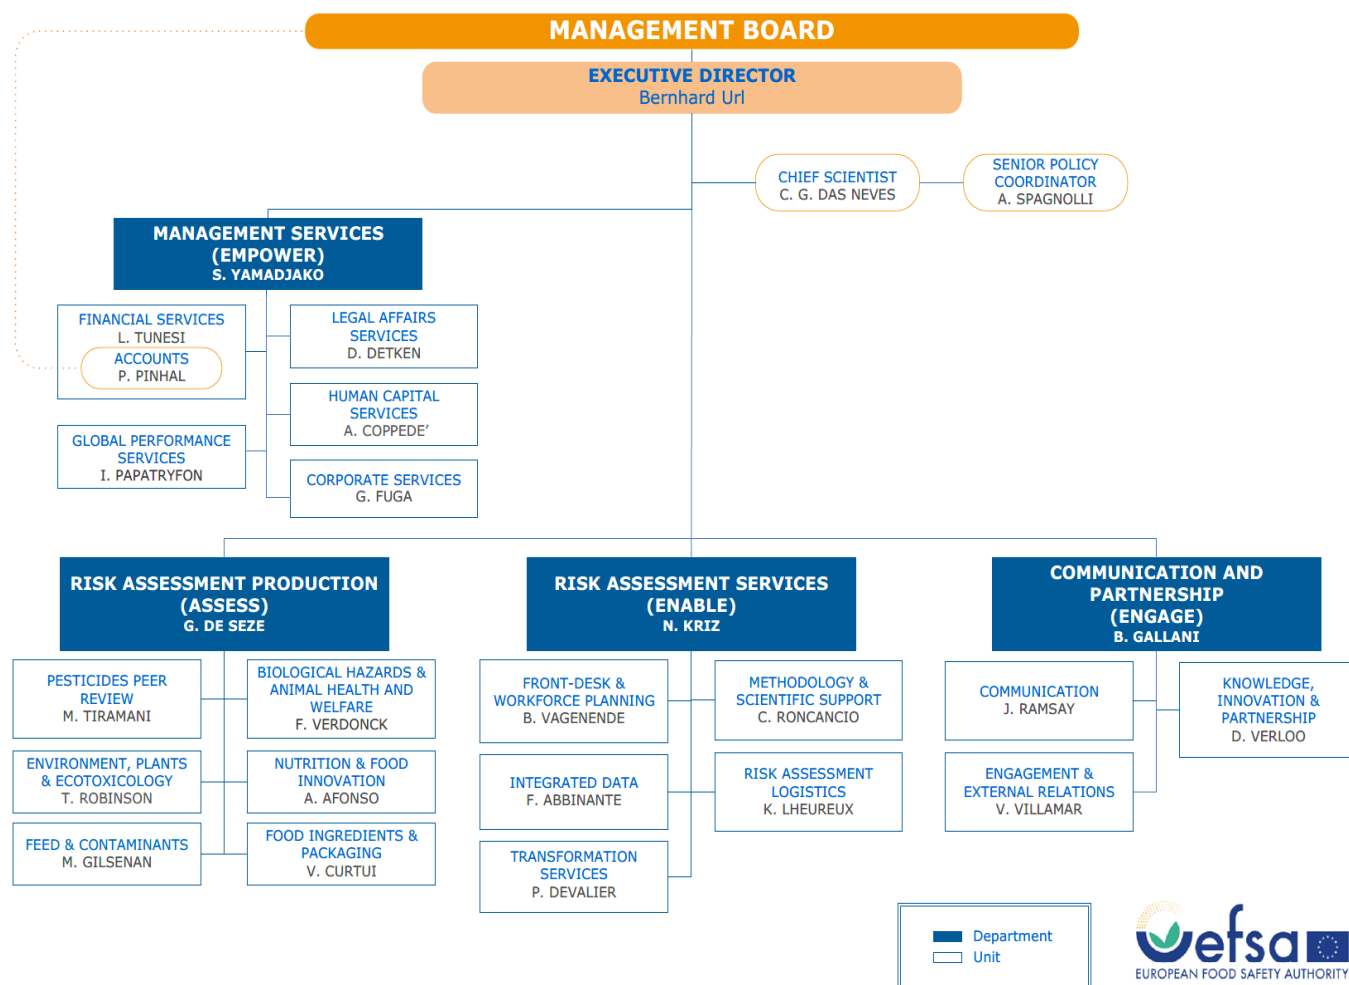 MANAGEMENT BOARD
EXECUTIVE DIRECTOR
Bernhard Url
CHIEF SCIENTIST
C. G. DAS NEVES
SENIOR POLICY
COORDINATOR
A. SPAGNOLLI
MANAGEMENT SERVICES
(EMPOWER)
S. YAMADJAKO
FINANCIAL SERVICES
L. TUNESI
ACCOUNTS
P. PINHAL
LEGAL AFFAIRS
SERVICES
D. DETKEN
HUMAN CAPITAL
SERVICES
A. COPPEDE’
GLOBAL PERFORMANCE
SERVICES
I. PAPATRYFON
CORPORATE SERVICES
G. FUGA
RISK ASSESSMENT PRODUCTION
(ASSESS)
G. DE SEZE
PESTICIDES PEER
REVIEW
M. TIRAMANI
BIOLOGICAL HAZARDS &
ANIMAL HEALTH AND
WELFARE
F. VERDONCK
ENVIRONMENT, PLANTS
& ECOTOXICOLOGY
T. ROBINSON
NUTRITION & FOOD
INNOVATION
A. AFONSO
FEED & CONTAMINANTS
M. GILSENAN
FOOD INGREDIENTS &
PACKAGING
V. CURTUI
RISK ASSESSMENT SERVICES
(ENABLE)
N. KRIZ
FRONT-DESK &
WORKFORCE PLANNING
B. VAGENENDE
METHODOLOGY &
SCIENTIFIC SUPPORT
C. RONCANCIO
INTEGRATED DATA
F. ABBINANTE
RISK ASSESSMENT
LOGISTICS
K. LHEUREUX
TRANSFORMATION
SERVICES
P. DEVALIER
COMMUNICATION AND
PARTNERSHIP
(ENGAGE)
B. GALLANI
COMMUNICATION
J. RAMSAY
KNOWLEDGE,
INNOVATION &
PARTNERSHIP
D. VERLOO
ENGAGEMENT &
EXTERNAL RELATIONS
V. VILLAMAR
Department
Unit
efsa
EUROPEAN FOOD SAFETY AUTHORITY